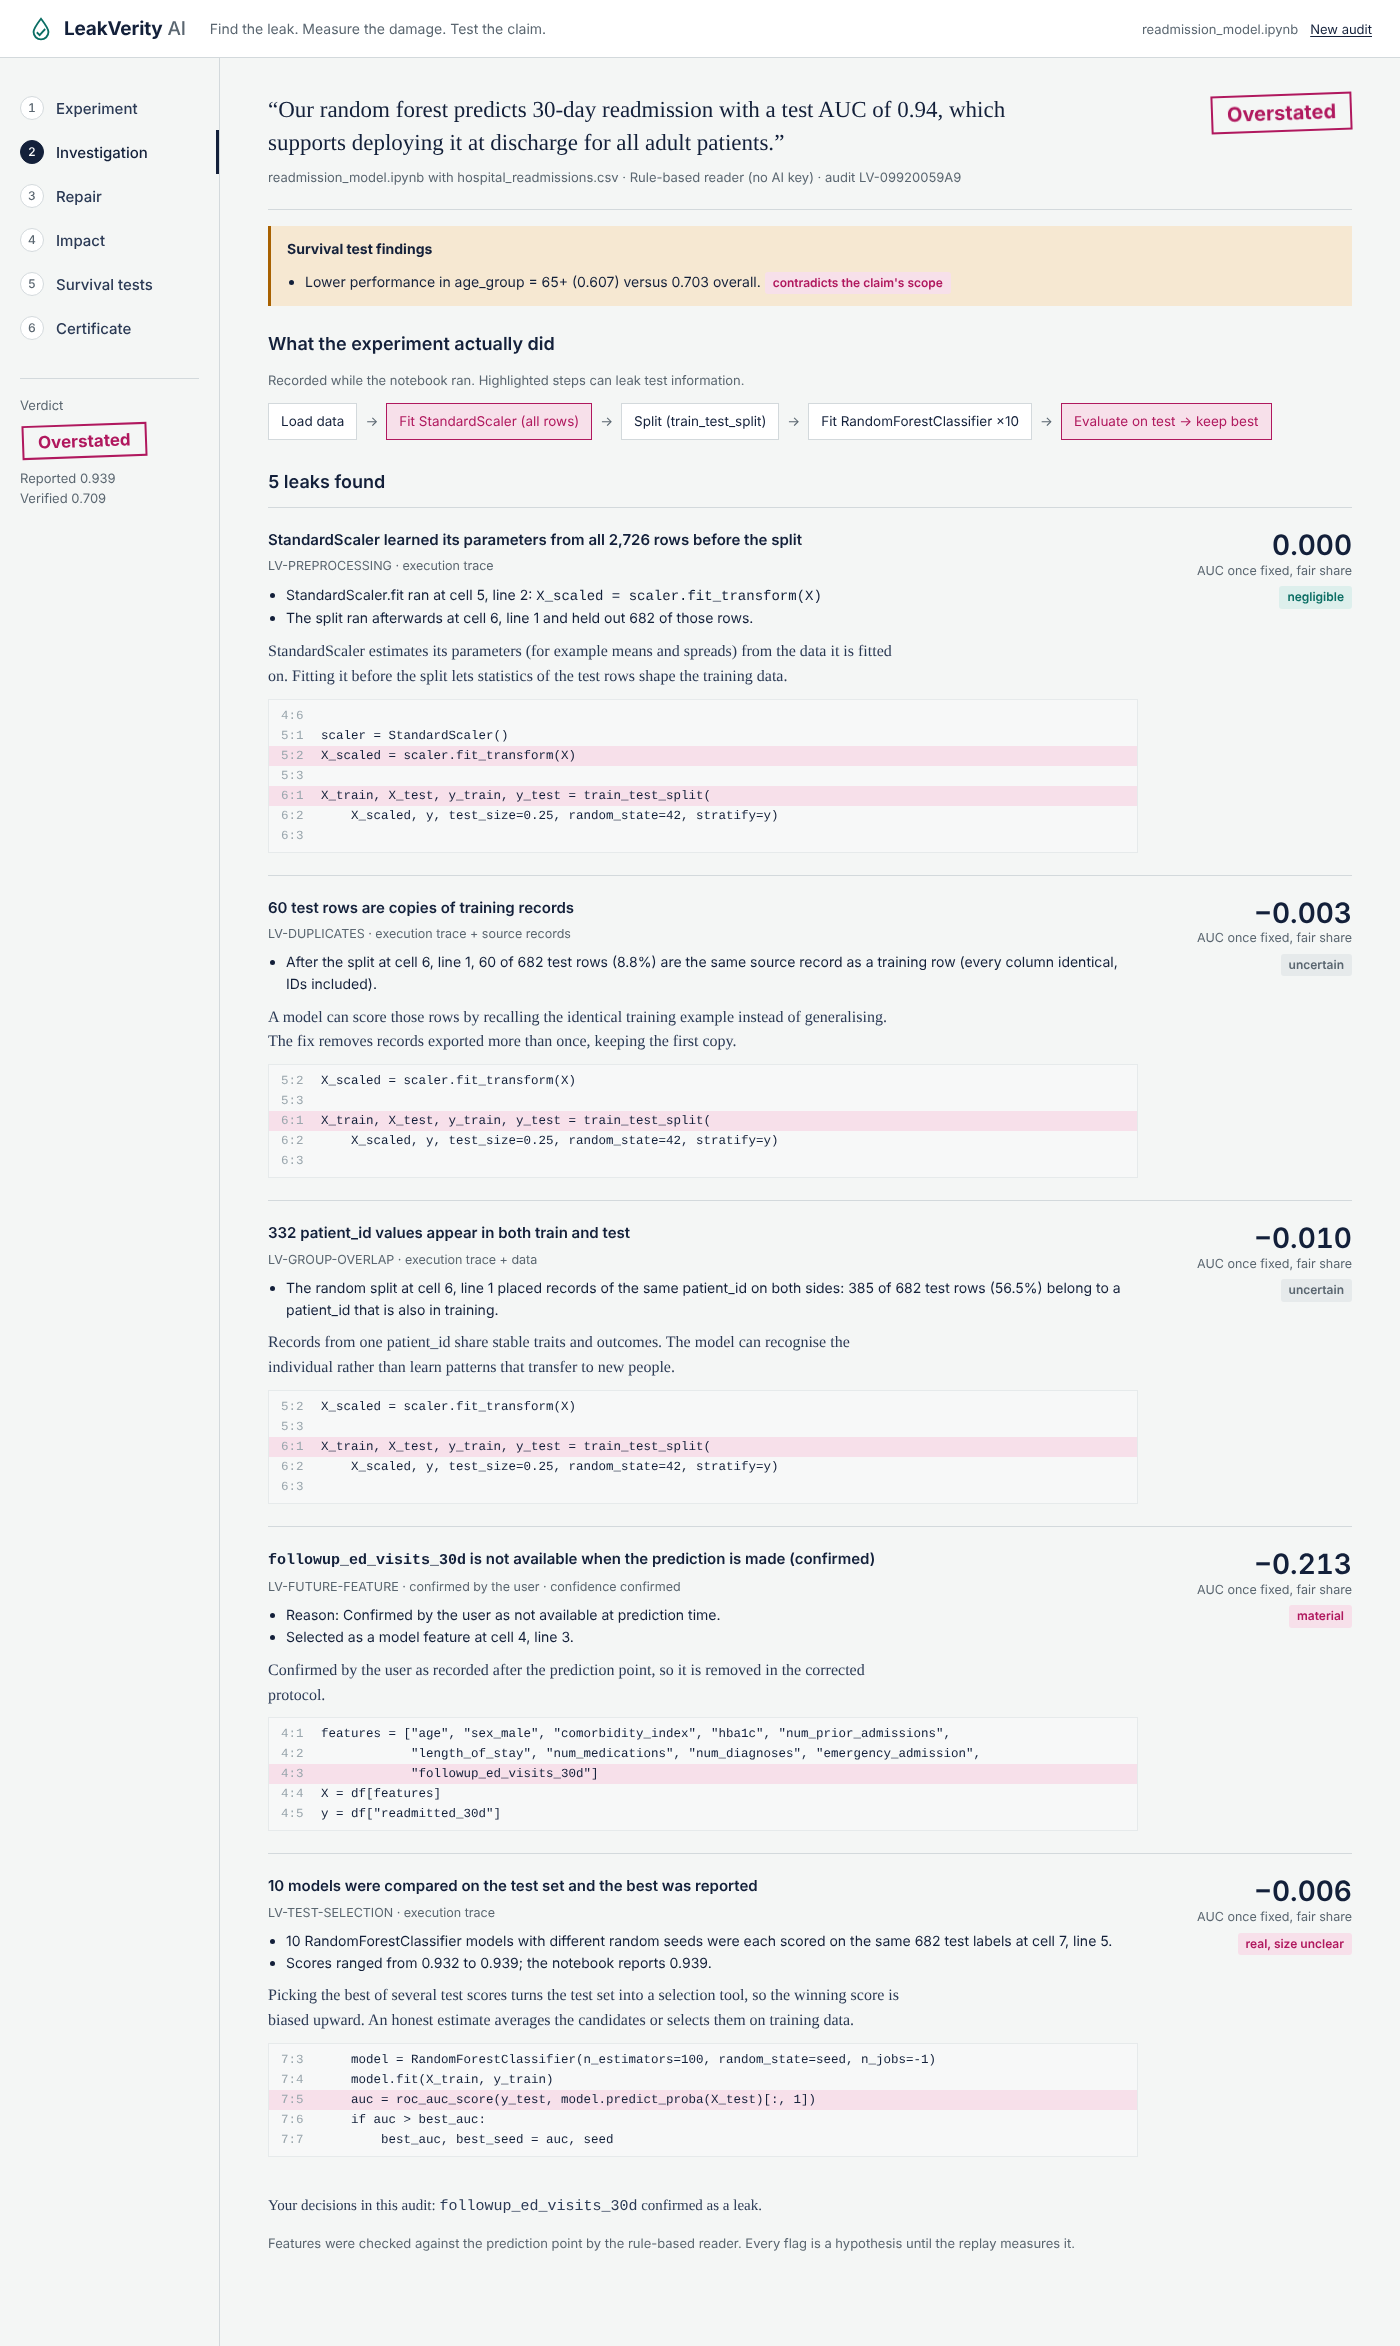 LeakVerity AI
Find the leak. Measure the damage. Test the claim.
readmission_model.ipynb
New audit
1 Experiment
2 Investigation
3 Repair
4 Impact
5 Survival tests
6 Certificate
Verdict
Overstated
Reported 0.939
Verified 0.709
“Our random forest predicts 30-day readmission with a test AUC of 0.94, which
supports deploying it at discharge for all adult patients.”
Overstated
readmission_model.ipynb with hospital_readmissions.csv · Rule-based reader (no AI key) · audit LV-09920059A9
Survival test findings
• Lower performance in age_group = 65+ (0.607) versus 0.703 overall. contradicts the claim's scope
What the experiment actually did
Recorded while the notebook ran. Highlighted steps can leak test information.
Load data → Fit StandardScaler (all rows) → Split (train_test_split) → Fit RandomForestClassifier ×10 → Evaluate on test → keep best
5 leaks found
StandardScaler learned its parameters from all 2,726 rows before the split
0.000
AUC once fixed, fair share
negligible
LV-PREPROCESSING · execution trace
• StandardScaler.fit ran at cell 5, line 2: X_scaled = scaler.fit_transform(X)
• The split ran afterwards at cell 6, line 1 and held out 682 of those rows.
StandardScaler estimates its parameters (for example means and spreads) from the data it is fitted
on. Fitting it before the split lets statistics of the test rows shape the training data.
4:6
5:1 scaler = StandardScaler()
5:2 X_scaled = scaler.fit_transform(X)
5:3
6:1 X_train, X_test, y_train, y_test = train_test_split(
6:2     X_scaled, y, test_size=0.25, random_state=42, stratify=y)
6:3
60 test rows are copies of training records
−0.003
AUC once fixed, fair share
uncertain
LV-DUPLICATES · execution trace + source records
• After the split at cell 6, line 1, 60 of 682 test rows (8.8%) are the same source record as a training row (every column identical,
IDs included).
A model can score those rows by recalling the identical training example instead of generalising.
The fix removes records exported more than once, keeping the first copy.
5:2 X_scaled = scaler.fit_transform(X)
5:3
6:1 X_train, X_test, y_train, y_test = train_test_split(
6:2     X_scaled, y, test_size=0.25, random_state=42, stratify=y)
6:3
332 patient_id values appear in both train and test
−0.010
AUC once fixed, fair share
uncertain
LV-GROUP-OVERLAP · execution trace + data
• The random split at cell 6, line 1 placed records of the same patient_id on both sides: 385 of 682 test rows (56.5%) belong to a
patient_id that is also in training.
Records from one patient_id share stable traits and outcomes. The model can recognise the
individual rather than learn patterns that transfer to new people.
5:2 X_scaled = scaler.fit_transform(X)
5:3
6:1 X_train, X_test, y_train, y_test = train_test_split(
6:2     X_scaled, y, test_size=0.25, random_state=42, stratify=y)
6:3
followup_ed_visits_30d is not available when the prediction is made (confirmed)
−0.213
AUC once fixed, fair share
material
LV-FUTURE-FEATURE · confirmed by the user · confidence confirmed
• Reason: Confirmed by the user as not available at prediction time.
• Selected as a model feature at cell 4, line 3.
Confirmed by the user as recorded after the prediction point, so it is removed in the corrected
protocol.
4:1 features = ["age", "sex_male", "comorbidity_index", "hba1c", "num_prior_admissions",
4:2             "length_of_stay", "num_medications", "num_diagnoses", "emergency_admission",
4:3             "followup_ed_visits_30d"]
4:4 X = df[features]
4:5 y = df["readmitted_30d"]
10 models were compared on the test set and the best was reported
−0.006
AUC once fixed, fair share
real, size unclear
LV-TEST-SELECTION · execution trace
• 10 RandomForestClassifier models with different random seeds were each scored on the same 682 test labels at cell 7, line 5.
• Scores ranged from 0.932 to 0.939; the notebook reports 0.939.
Picking the best of several test scores turns the test set into a selection tool, so the winning score is
biased upward. An honest estimate averages the candidates or selects them on training data.
7:3     model = RandomForestClassifier(n_estimators=100, random_state=seed, n_jobs=-1)
7:4     model.fit(X_train, y_train)
7:5     auc = roc_auc_score(y_test, model.predict_proba(X_test)[:, 1])
7:6     if auc > best_auc:
7:7         best_auc, best_seed = auc, seed
Your decisions in this audit: followup_ed_visits_30d confirmed as a leak.
Features were checked against the prediction point by the rule-based reader. Every flag is a hypothesis until the replay measures it.